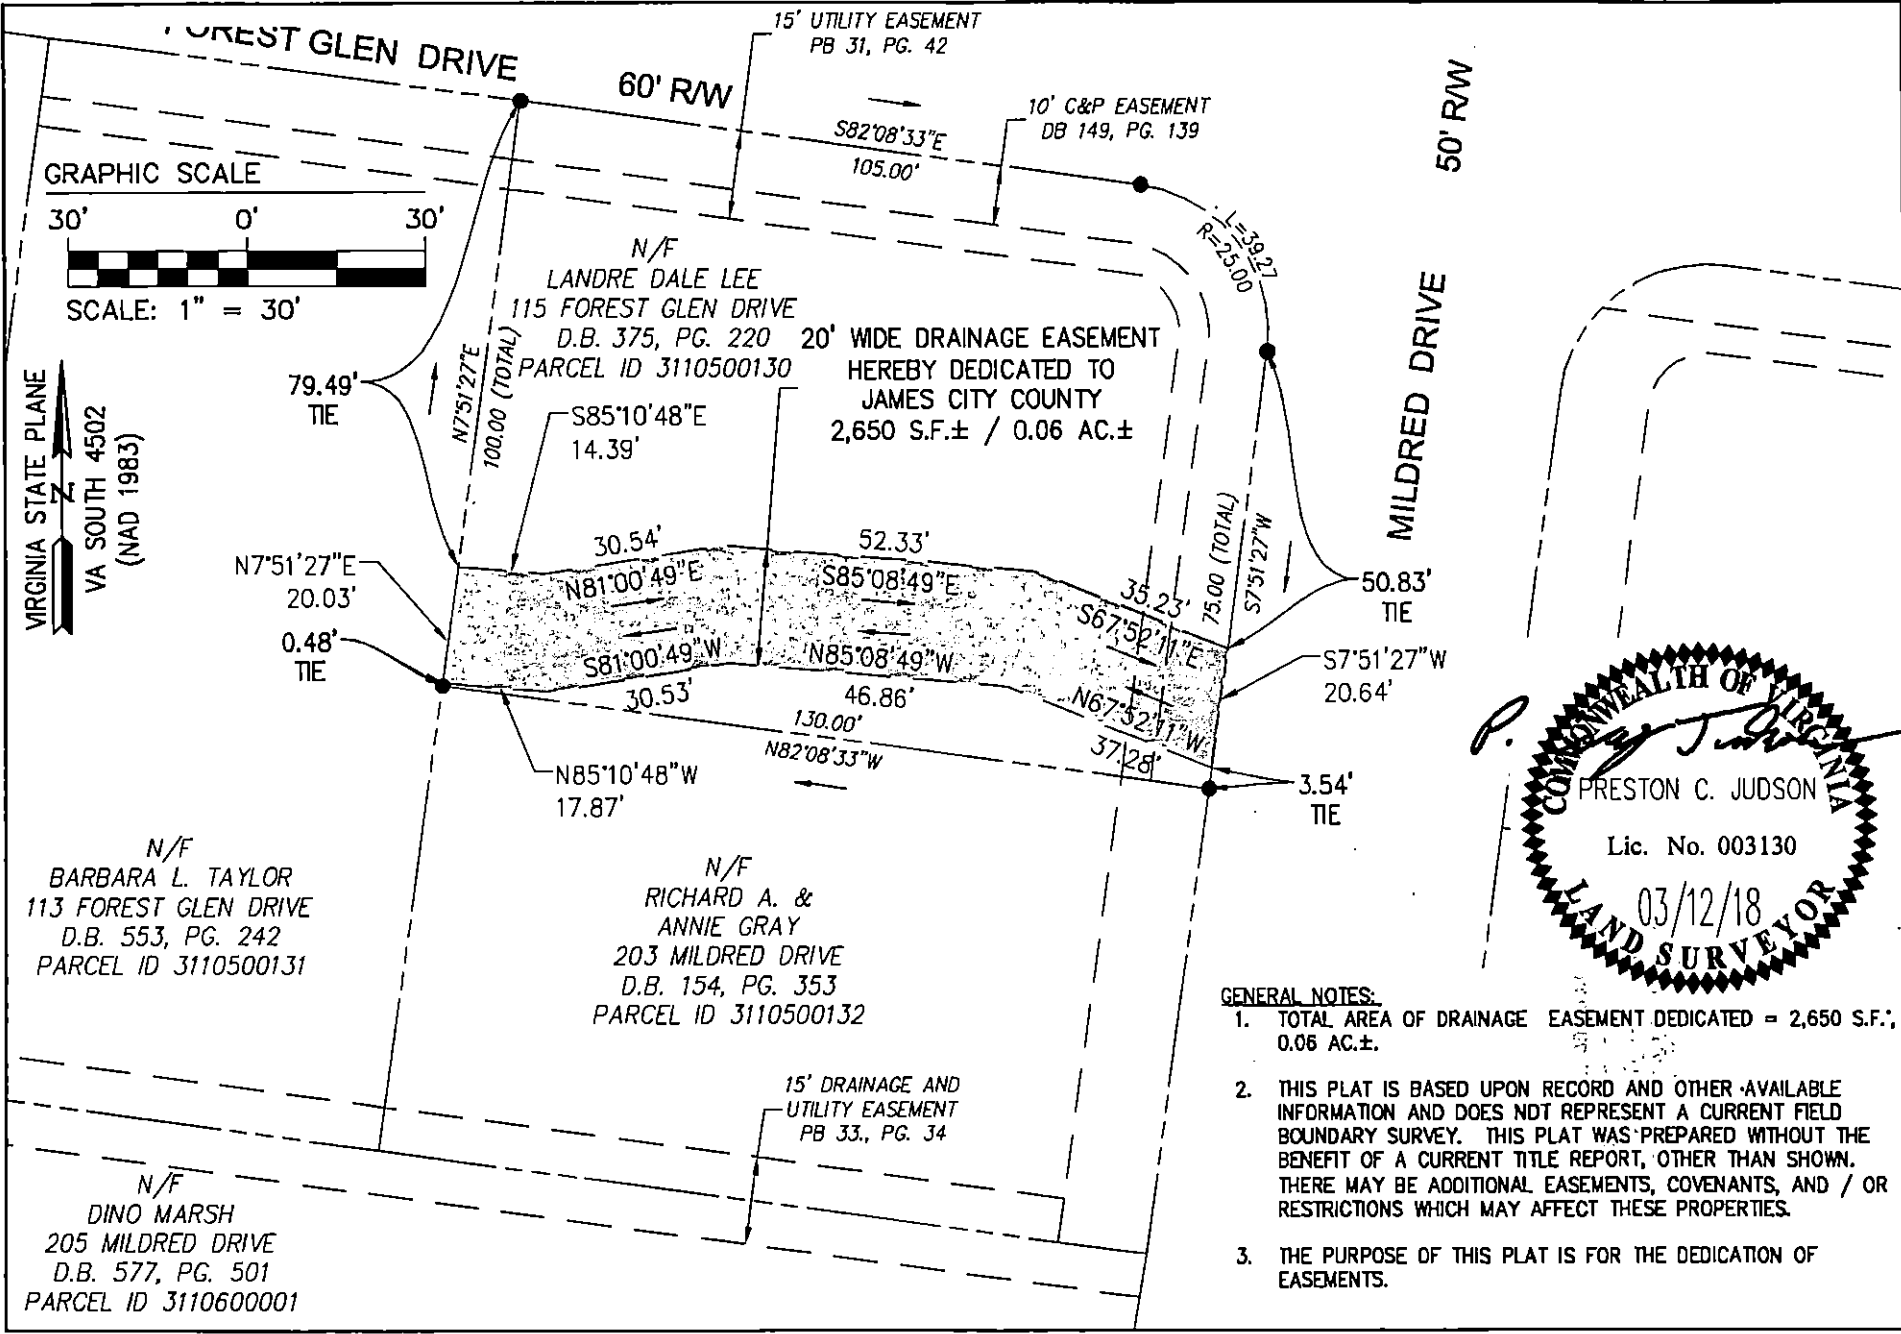 FOREST GLEN DRIVE
60' R/W
15' UTILITY EASEMENT
PB 31, PG. 42
10' C&P EASEMENT
DB 149, PG. 139
S82°08'33"E
105.00'
L=39.27
R=25.00
50' R/W
MILDRED DRIVE
GRAPHIC SCALE
30' 0' 30'
SCALE: 1" = 30'
N/F
LANDRE DALE LEE
115 FOREST GLEN DRIVE
D.B. 375, PG. 220
PARCEL ID 3110500130
20' WIDE DRAINAGE EASEMENT
HEREBY DEDICATED TO
JAMES CITY COUNTY
2,650 S.F.± / 0.06 AC.±
79.49'
TIE
N7°51'27"E
100.00 (TOTAL)
S85°10'48"E
14.39'
VIRGINIA STATE PLANE
N
VA SOUTH 4502
(NAD 1983)
N7°51'27"E
20.03'
0.48'
TIE
30.54'
N81°00'49"E
52.33'
S85°08'49"E
35.23'
S67°52'11"E
75.00 (TOTAL)
S7°51'27"W
50.83'
TIE
S81°00'49"W
30.53'
N85°08'49"W
46.86'
N67°52'11"W
37.28'
S7°51'27"W
20.64'
130.00'
N82°08'33"W
N85°10'48"W
17.87'
3.54'
TIE
COMMONWEALTH OF VIRGINIA
PRESTON C. JUDSON
Lic. No. 003130
03/12/18
LAND SURVEYOR
N/F
BARBARA L. TAYLOR
113 FOREST GLEN DRIVE
D.B. 553, PG. 242
PARCEL ID 3110500131
N/F
RICHARD A. &
ANNIE GRAY
203 MILDRED DRIVE
D.B. 154, PG. 353
PARCEL ID 3110500132
15' DRAINAGE AND
UTILITY EASEMENT
PB 33., PG. 34
N/F
DINO MARSH
205 MILDRED DRIVE
D.B. 577, PG. 501
PARCEL ID 3110600001
GENERAL NOTES:
1. TOTAL AREA OF DRAINAGE EASEMENT DEDICATED = 2,650 S.F.,
0.06 AC.±.
2. THIS PLAT IS BASED UPON RECORD AND OTHER AVAILABLE
INFORMATION AND DOES NOT REPRESENT A CURRENT FIELD
BOUNDARY SURVEY. THIS PLAT WAS PREPARED WITHOUT THE
BENEFIT OF A CURRENT TITLE REPORT, OTHER THAN SHOWN.
THERE MAY BE ADDITIONAL EASEMENTS, COVENANTS, AND / OR
RESTRICTIONS WHICH MAY AFFECT THESE PROPERTIES.
3. THE PURPOSE OF THIS PLAT IS FOR THE DEDICATION OF
EASEMENTS.